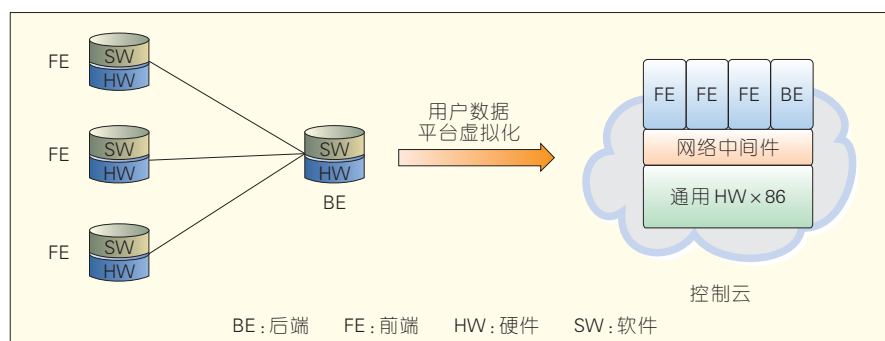 FE
SW
HW
FE
SW
HW
FE
SW
HW
SW
HW
BE
用户数据
平台虚拟化
FE FE FE BE
网络中间件
通用 HW×86
控制云
BE:后端 FE:前端 HW:硬件 SW:软件